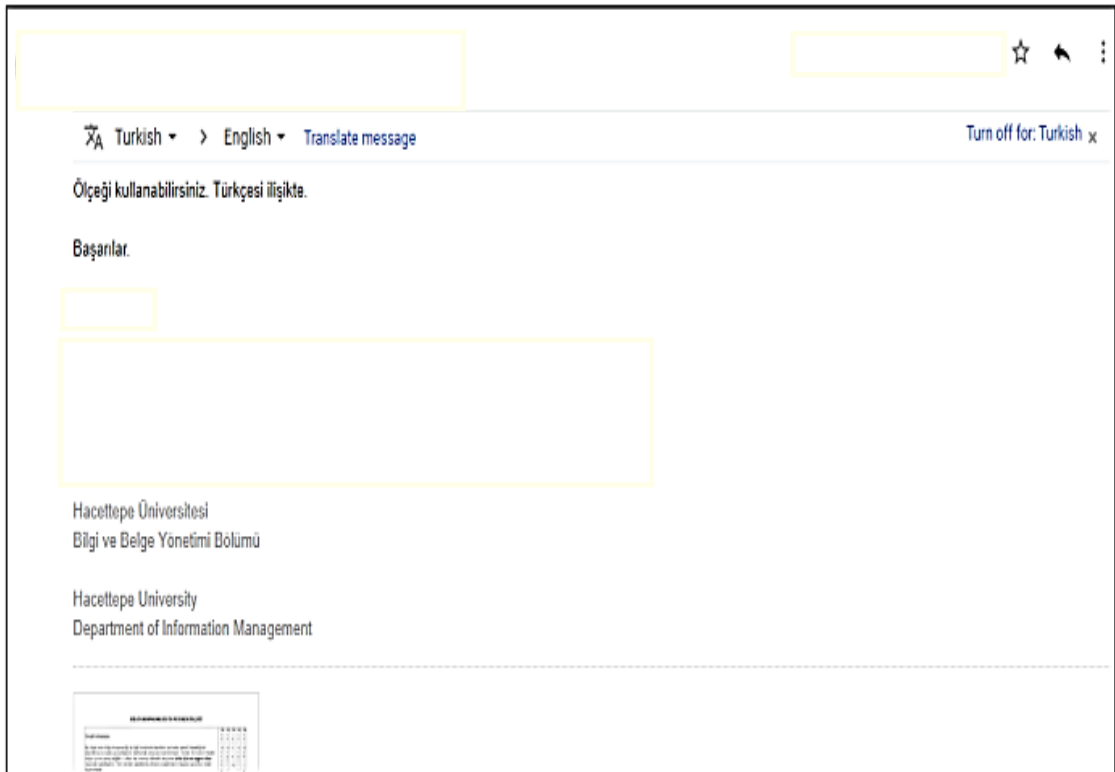 Turkish > English Translate message Turn off for: Turkish x
Ölçeği kullanabilirsiniz. Türkçesi ilişikte.
Başarılar.
Hacettepe Üniversitesi
Bilgi ve Belge Yönetimi Bölümü
Hacettepe University
Department of Information Management